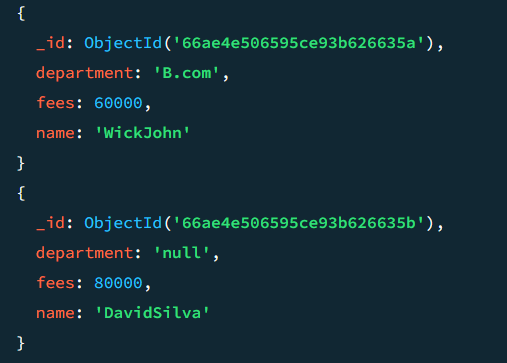 {
_id: ObjectId('66ae4e506595ce93b626635a'),
department: 'B.com',
fees: 60000,
name: 'WickJohn'
}
{
_id: ObjectId('66ae4e506595ce93b626635b'),
department: 'null',
fees: 80000,
name: 'DavidSilva'
}